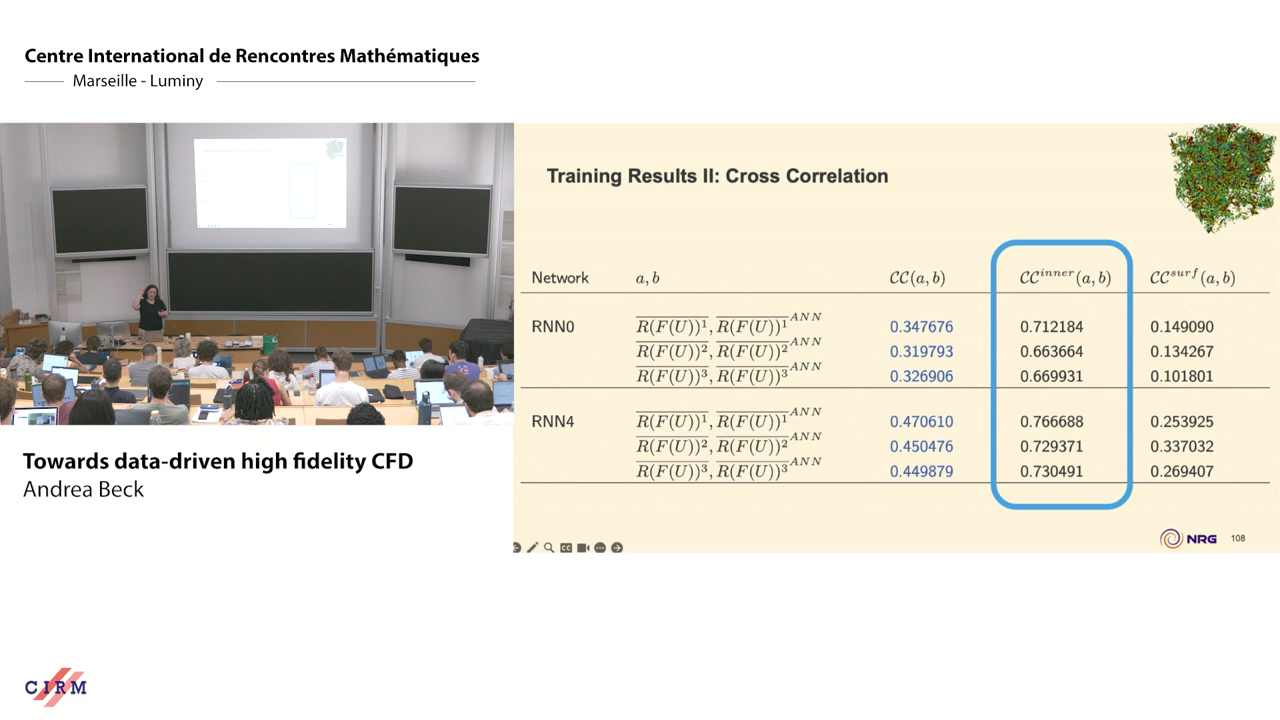 Centre International de Rencontres Mathématiques
Marseille - Luminy
Training Results II: Cross Correlation
Network a, b CC(a, b) CC^inner(a, b) CC^surf(a, b)
RNN0 R(F(U))^1, R(F(U))^1^ANN 0.347676 0.712184 0.149090
R(F(U))^2, R(F(U))^2^ANN 0.319793 0.663664 0.134267
R(F(U))^3, R(F(U))^3^ANN 0.326906 0.669931 0.101801
RNN4 R(F(U))^1, R(F(U))^1^ANN 0.470610 0.766688 0.253925
R(F(U))^2, R(F(U))^2^ANN 0.450476 0.729371 0.337032
R(F(U))^3, R(F(U))^3^ANN 0.449879 0.730491 0.269407
CC
NRG 108
Towards data-driven high fidelity CFD
Andrea Beck
CIRM